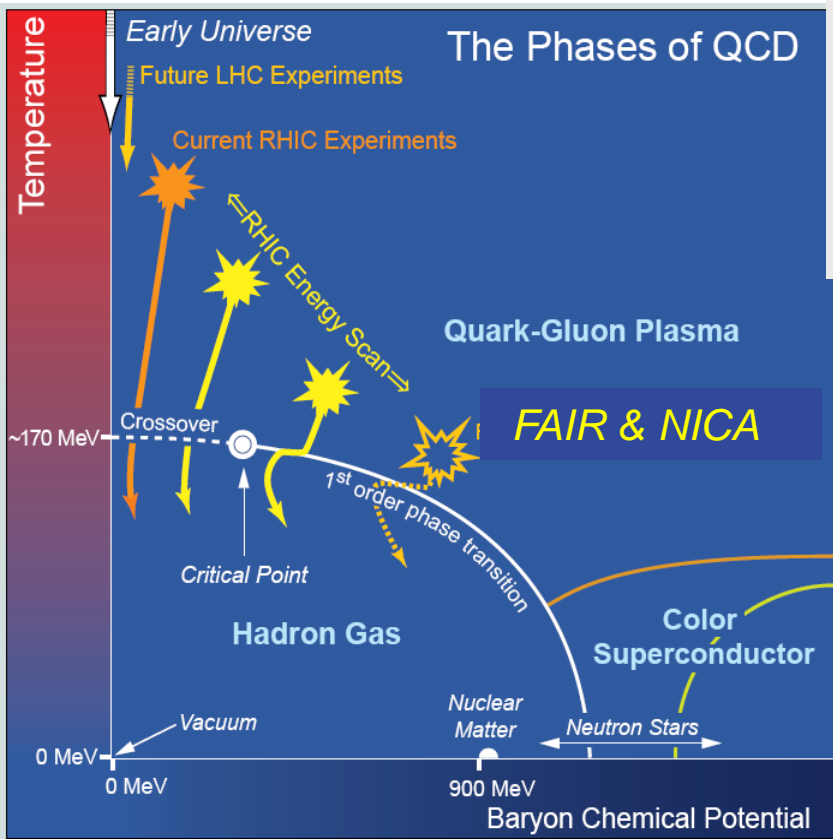 Temperature
Early Universe
The Phases of QCD
Future LHC Experiments
Current RHIC Experiments
⇐RHIC Energy Scan⇒
Quark-Gluon Plasma
FAIR & NICA
Crossover
~170 MeV
1st order phase transition
Critical Point
Hadron Gas
Color
Superconductor
Nuclear
Matter
Neutron Stars
Vacuum
0 MeV
0 MeV
900 MeV
Baryon Chemical Potential